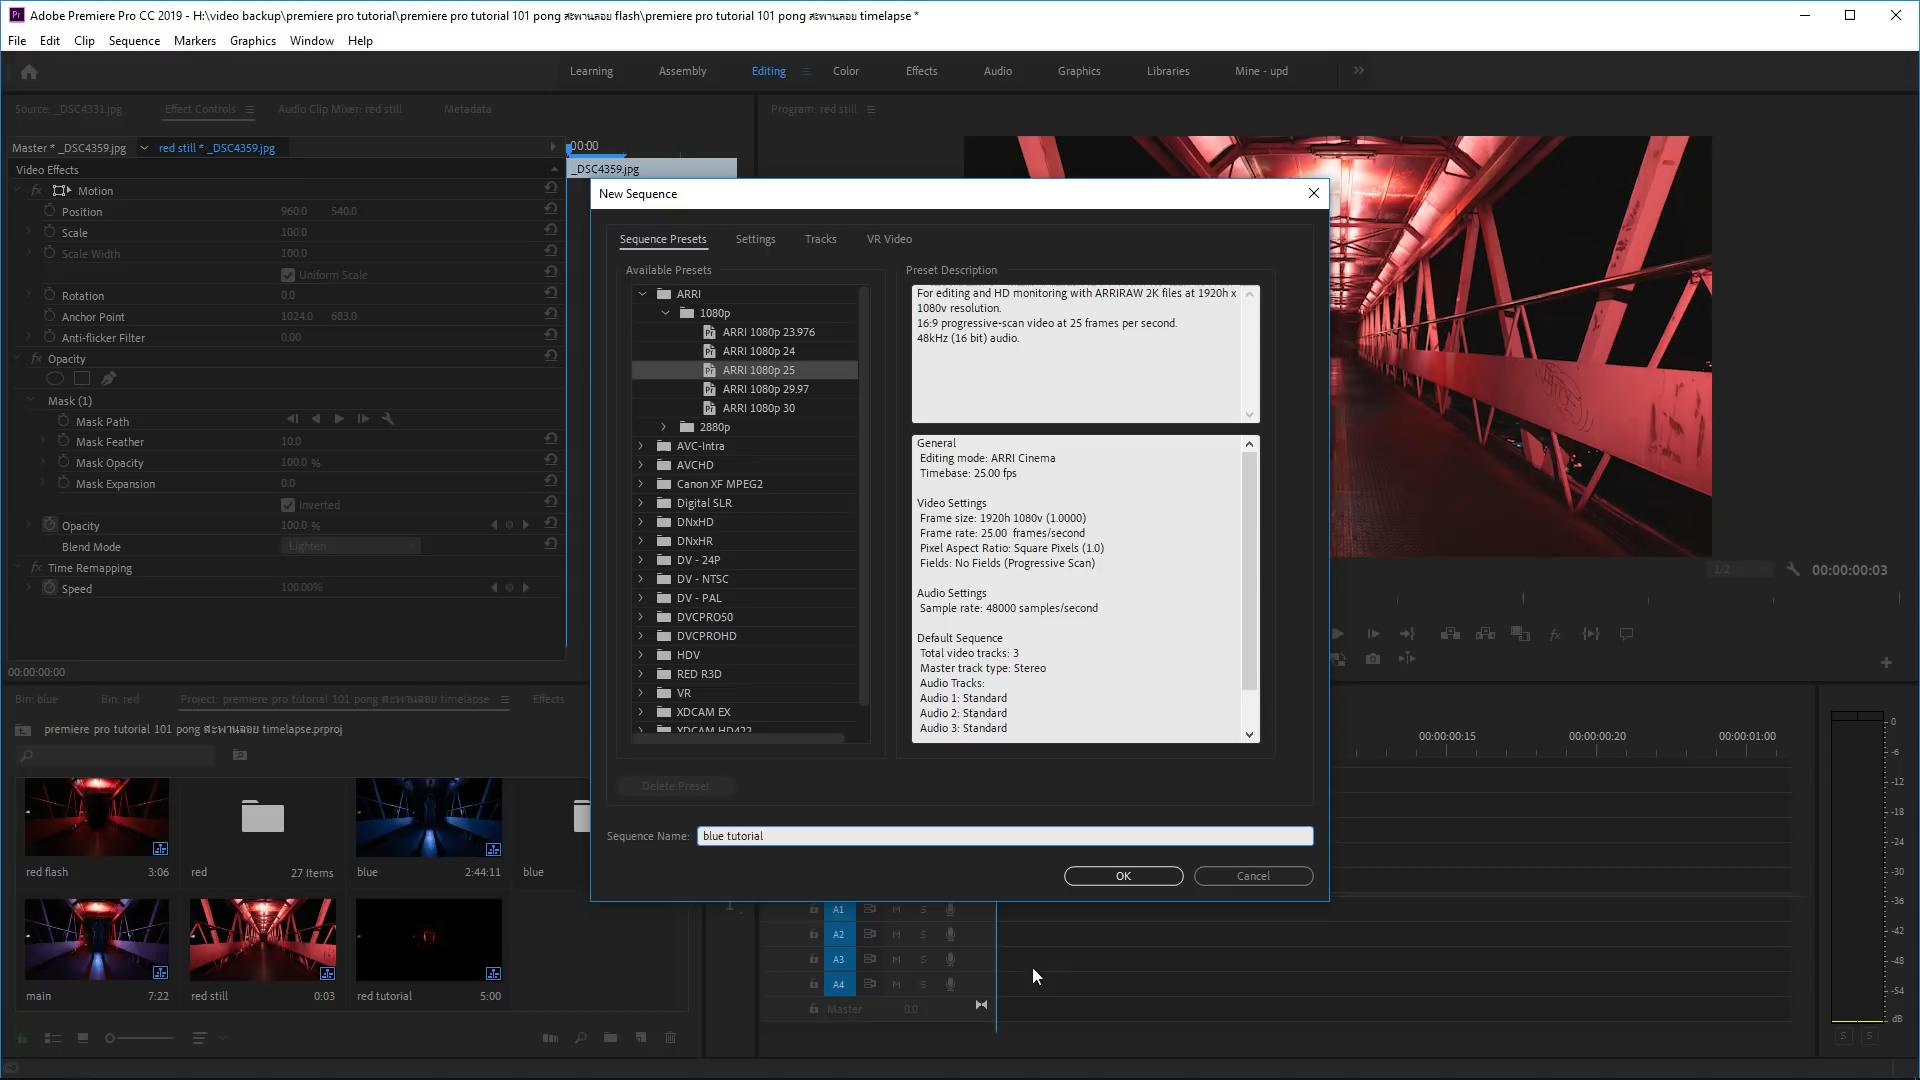 Adobe Premiere Pro CC 2019 - H:\video backup\premiere pro tutorial\premiere pro tutorial 101 pong สะพานลอย flash\premiere pro tutorial 101 pong สะพานลอย timelapse *
File Edit Clip Sequence Markers Graphics Window Help
Learning Assembly Editing Color Effects Audio Graphics Libraries Mine - upd
Source: _DSC4331.jpg Effect Controls Audio Clip Mixer: red still Metadata
Program: red still
Master * _DSC4359.jpg red still * _DSC4359.jpg
:00:00
_DSC4359.jpg
Video Effects
fx Motion
Position 960.0 540.0
Scale 100.0
Scale Width 100.0
Uniform Scale
Rotation 0.0
Anchor Point 1024.0 683.0
Anti-flicker Filter 0.00
fx Opacity
Mask (1)
Mask Path
Mask Feather 10.0
Mask Opacity 100.0 %
Mask Expansion 0.0
Inverted
Opacity 100.0 %
Blend Mode Lighten
fx Time Remapping
Speed 100.00%
00:00:00:00
New Sequence
Sequence Presets Settings Tracks VR Video
Available Presets
ARRI
1080p
ARRI 1080p 23.976
ARRI 1080p 24
ARRI 1080p 25
ARRI 1080p 29.97
ARRI 1080p 30
2880p
AVC-Intra
AVCHD
Canon XF MPEG2
Digital SLR
DNxHD
DNxHR
DV - 24P
DV - NTSC
DV - PAL
DVCPRO50
DVCPROHD
HDV
RED R3D
VR
XDCAM EX
XDCAM HD422
Preset Description
For editing and HD monitoring with ARRIRAW 2K files at 1920h x
1080v resolution.
16:9 progressive-scan video at 25 frames per second.
48kHz (16 bit) audio.
General
Editing mode: ARRI Cinema
Timebase: 25.00 fps
Video Settings
Frame size: 1920h 1080v (1.0000)
Frame rate: 25.00 frames/second
Pixel Aspect Ratio: Square Pixels (1.0)
Fields: No Fields (Progressive Scan)
Audio Settings
Sample rate: 48000 samples/second
Default Sequence
Total video tracks: 3
Master track type: Stereo
Audio Tracks:
Audio 1: Standard
Audio 2: Standard
Audio 3: Standard
Delete Preset
Sequence Name: blue tutorial
OK Cancel
1/2 00:00:00:03
Bin: blue Bin: red Project: premiere pro tutorial 101 pong สะพานลอย timelapse Effects
premiere pro tutorial 101 pong สะพานลอย timelapse.prproj
red flash 3:06
red 27 Items
blue 2:44:11
blue
main 7:22
red still 0:03
red tutorial 5:00
00:00:00:15 00:00:00:20 00:00:01:00
A1 M S
A2 M S
A3 M S
A4 M S
Master 0.0
0
-6
-12
-18
-24
-30
-36
-42
-48
-54
dB
S S